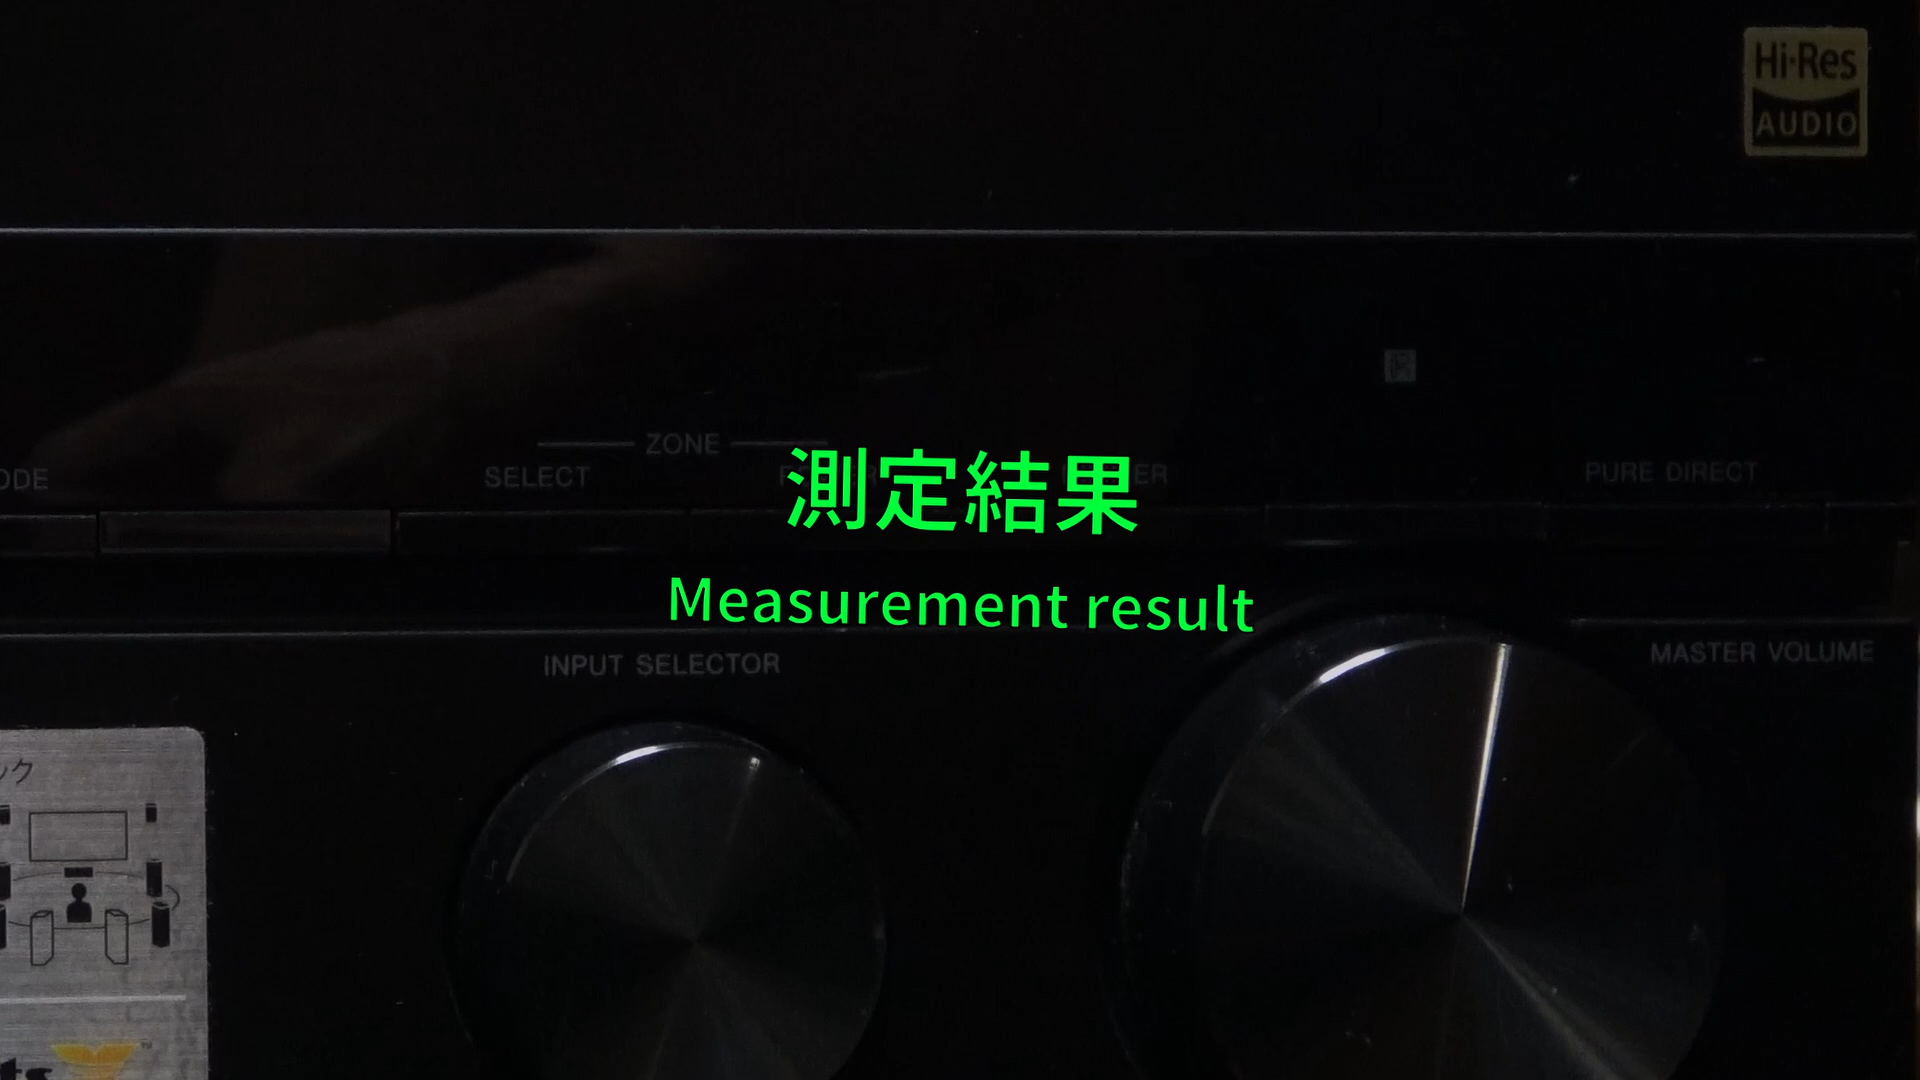 Hi-Res
AUDIO
ZONE
SELECT
PURE DIRECT
測定結果
Measurement result
INPUT SELECTOR
MASTER VOLUME